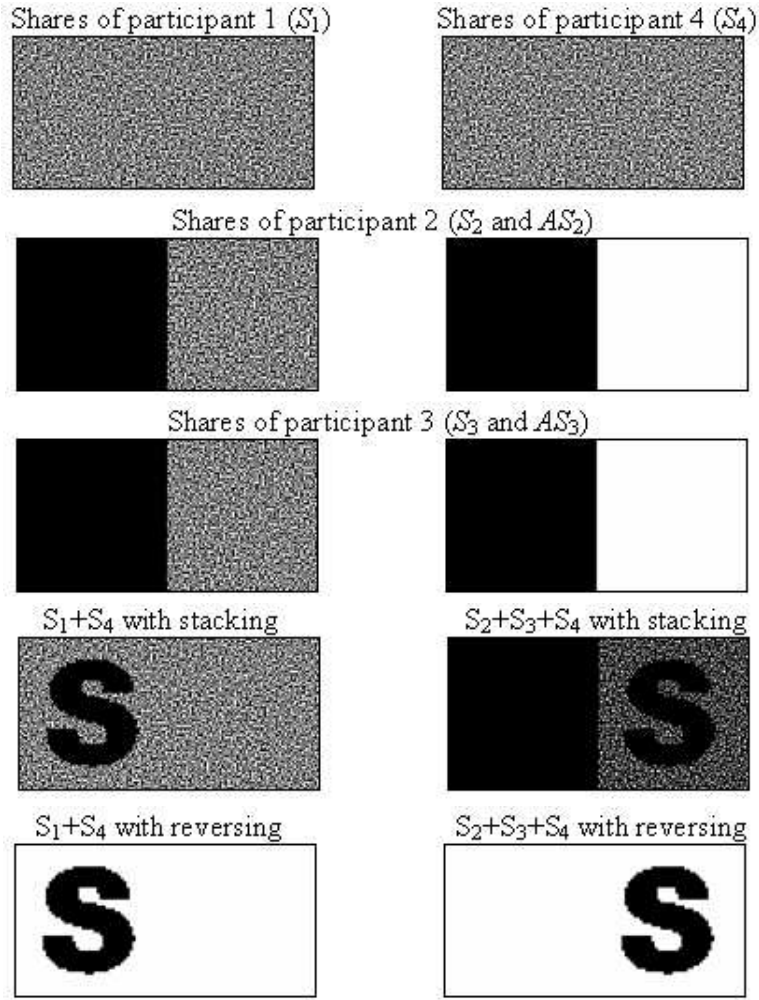 Shares of participant 1 (S₁) Shares of participant 4 (S₄)
Shares of participant 2 (S₂ and AS₂)
Shares of participant 3 (S₃ and AS₃)
S₁+S₄ with stacking S₂+S₃+S₄ with stacking
S S
S₁+S₄ with reversing S₂+S₃+S₄ with reversing
S S